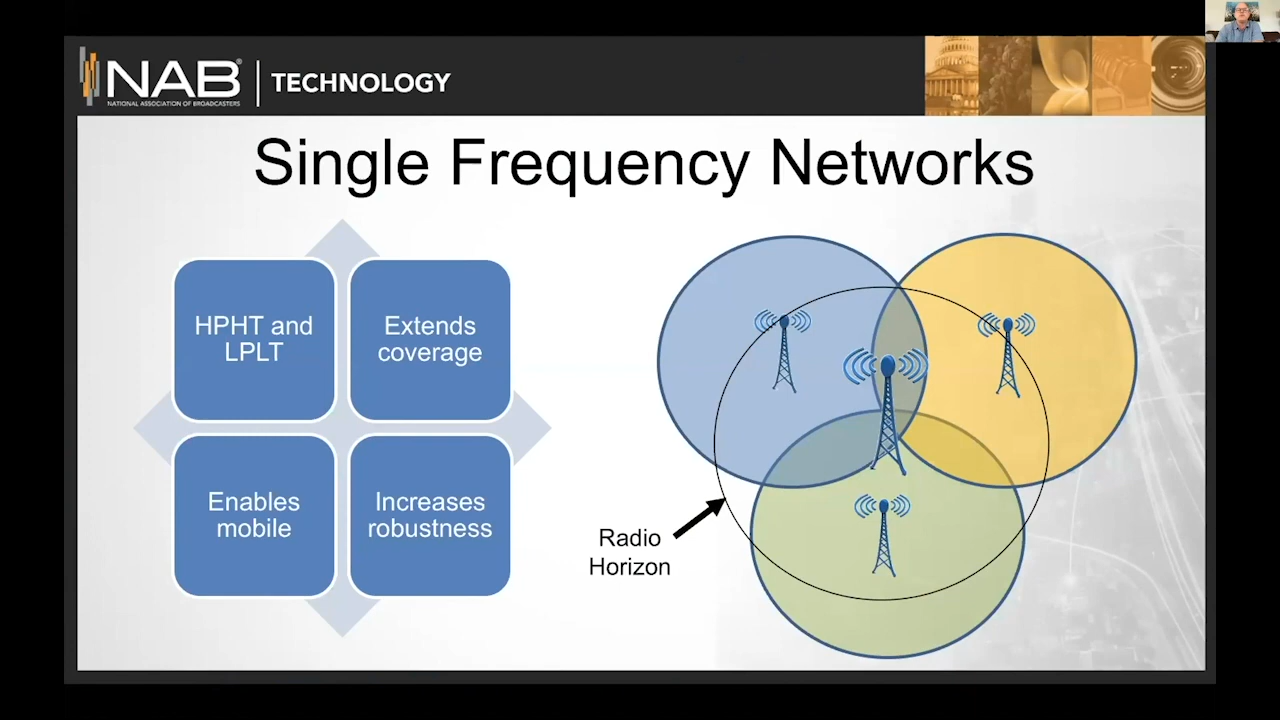 NAB®
NATIONAL ASSOCIATION OF BROADCASTERS
TECHNOLOGY
Single Frequency Networks
HPHT and
LPLT
Extends
coverage
Enables
mobile
Increases
robustness
Radio
Horizon